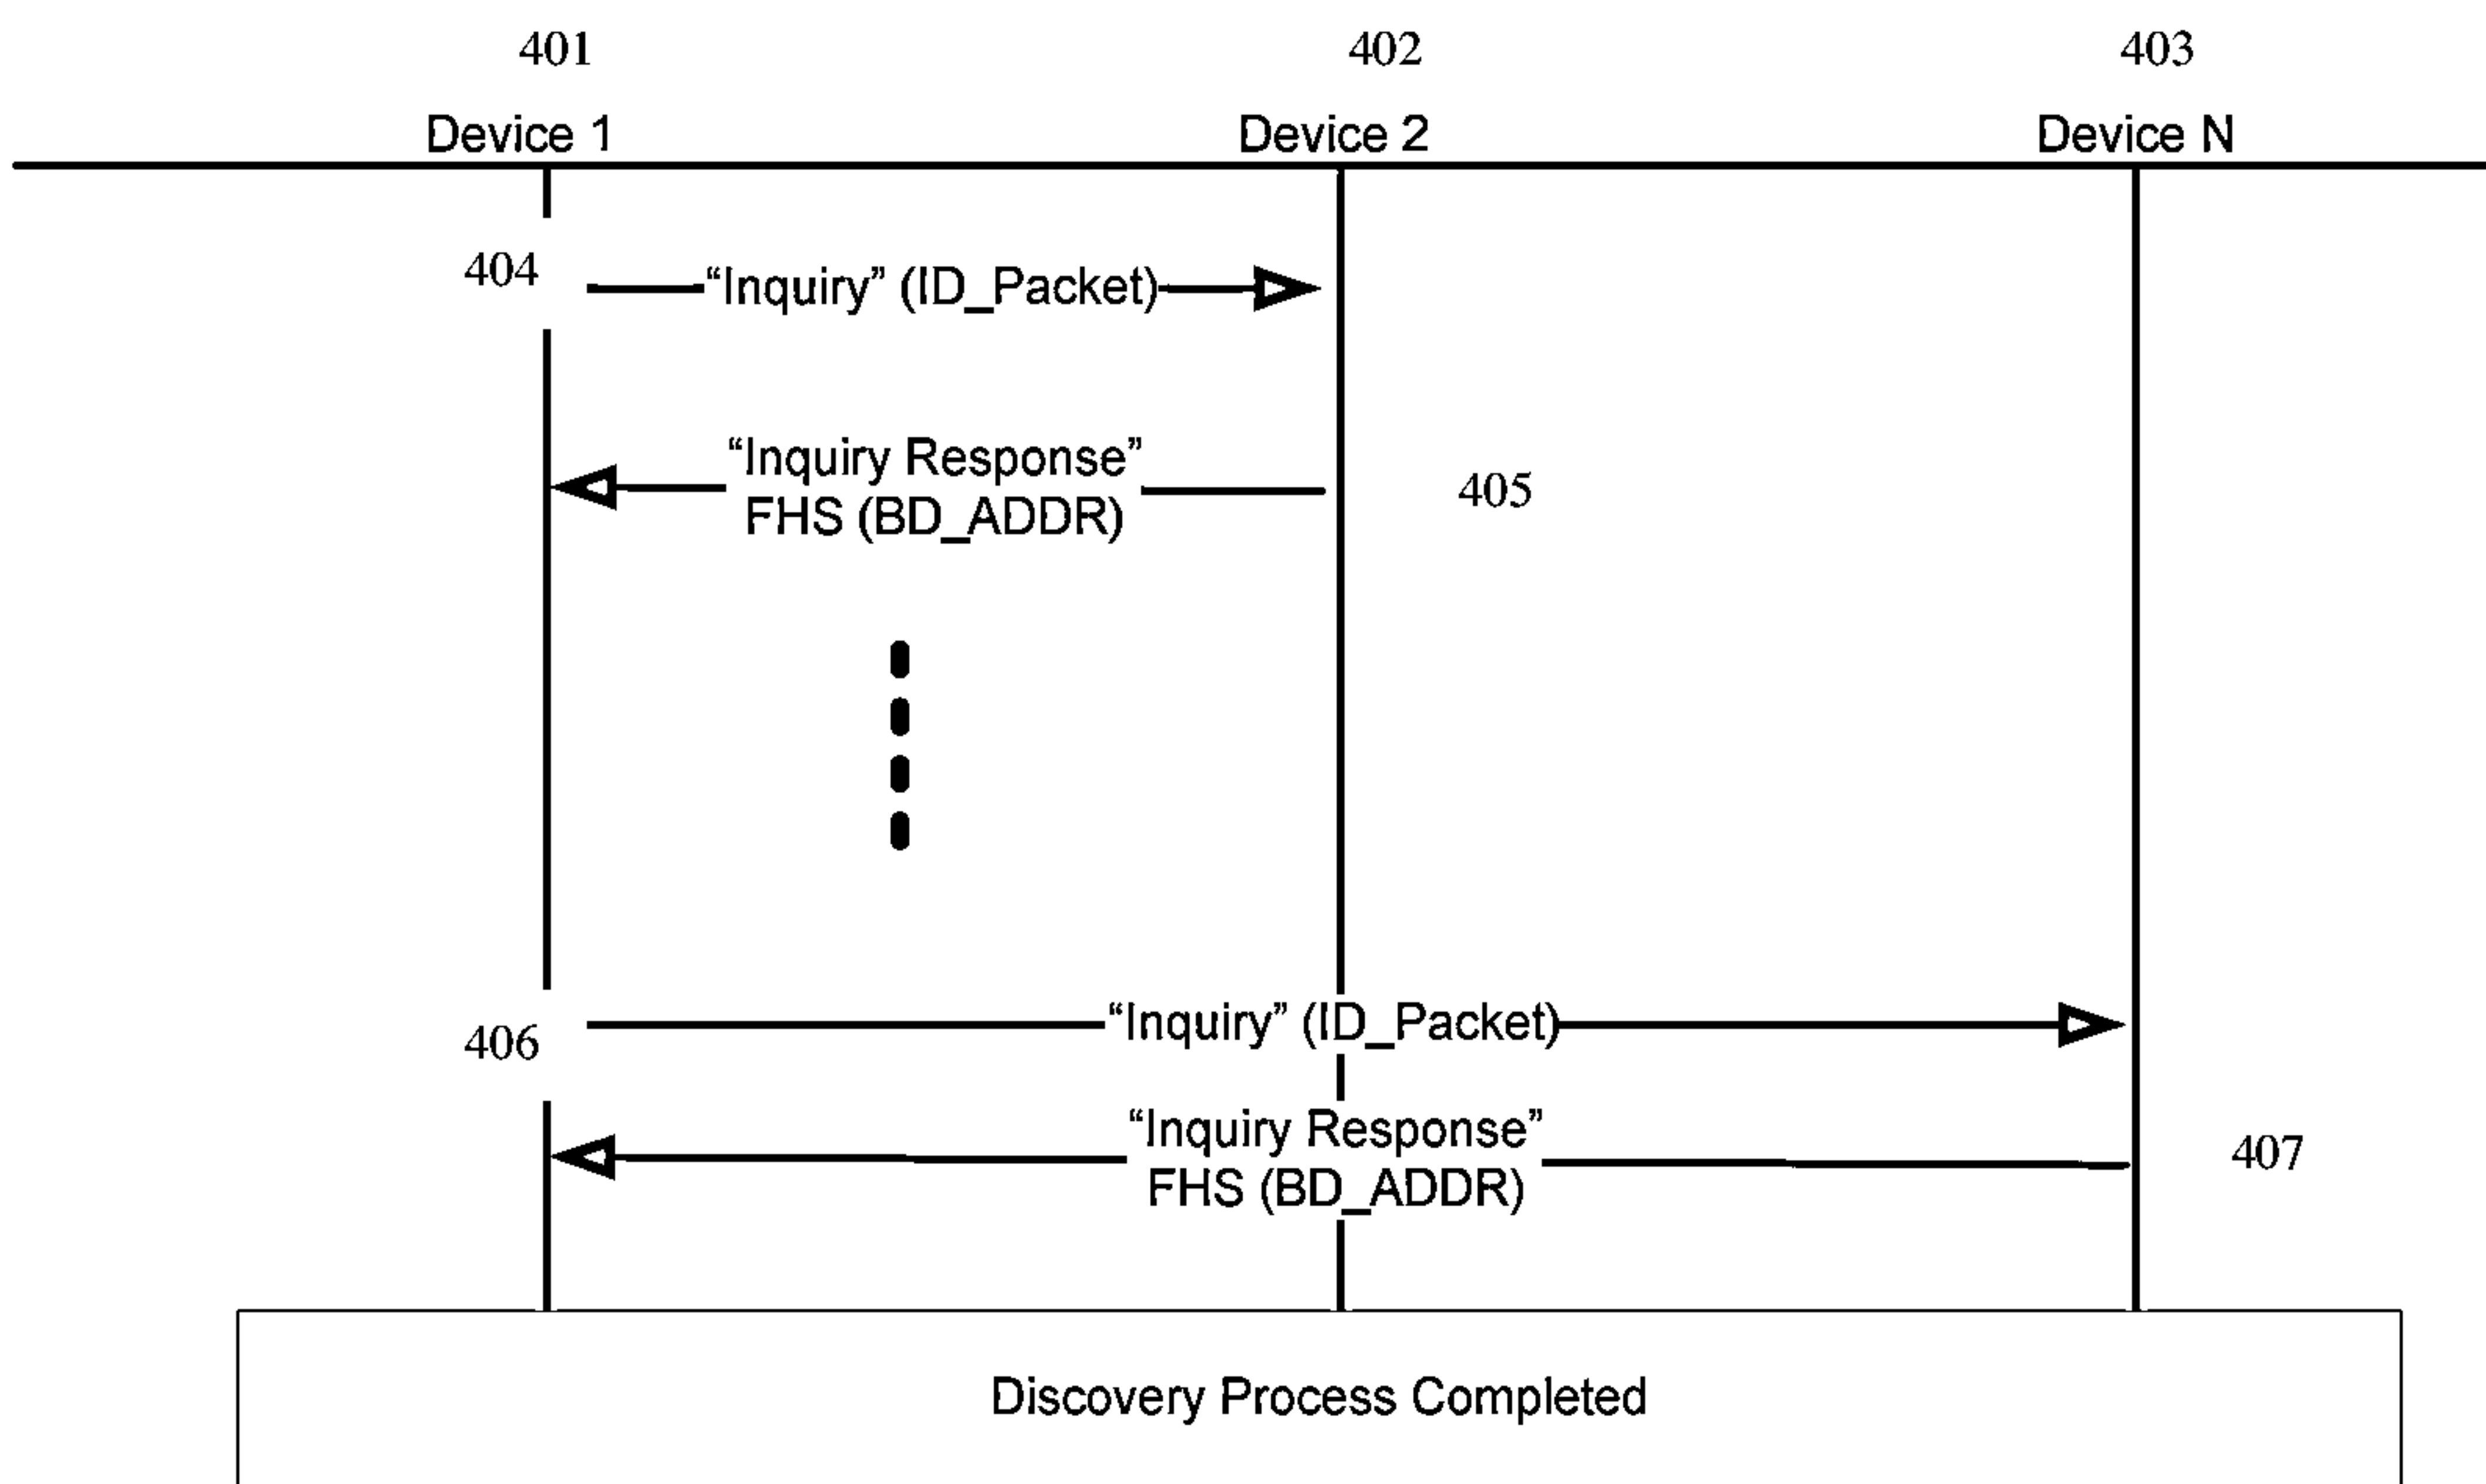 401
402
403
Device 1
Device 2
Device N
404
“Inquiry” (ID_Packet)
“Inquiry Response”
FHS (BD_ADDR)
405
406
“Inquiry” (ID_Packet)
“Inquiry Response”
FHS (BD_ADDR)
407
Discovery Process Completed